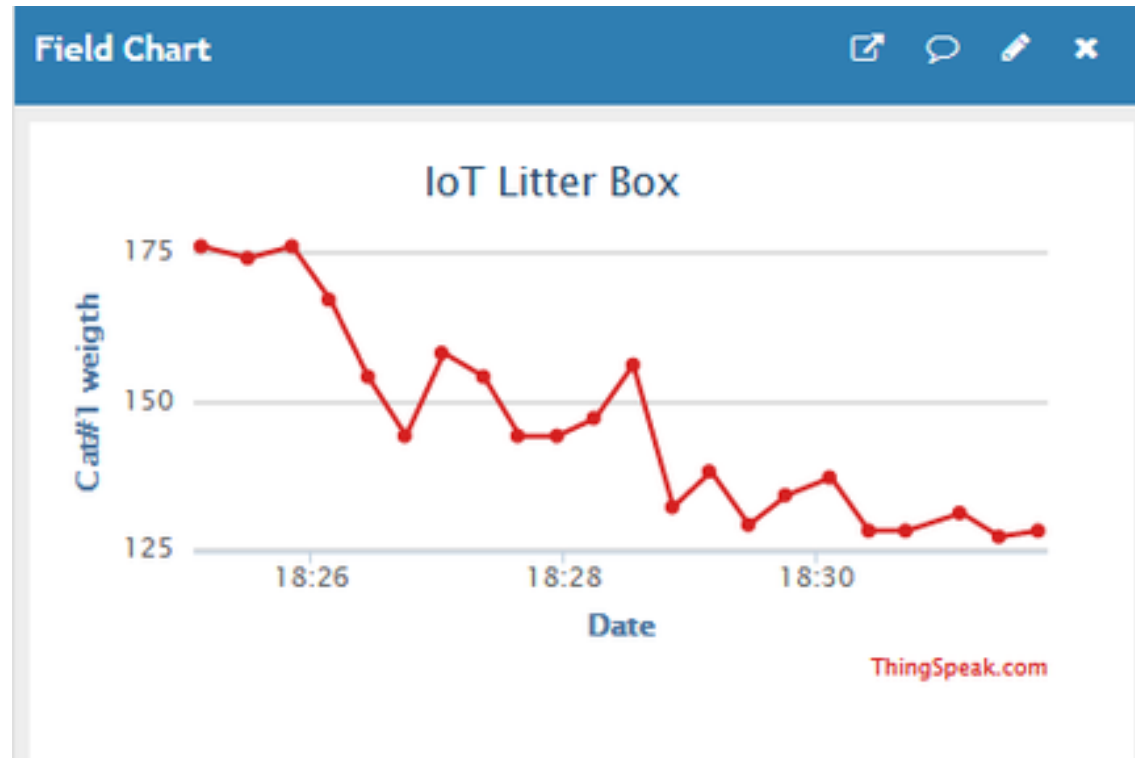 Field Chart
IoT Litter Box
175
150
125
Cat#1 weigth
18:26 18:28 18:30
Date
ThingSpeak.com